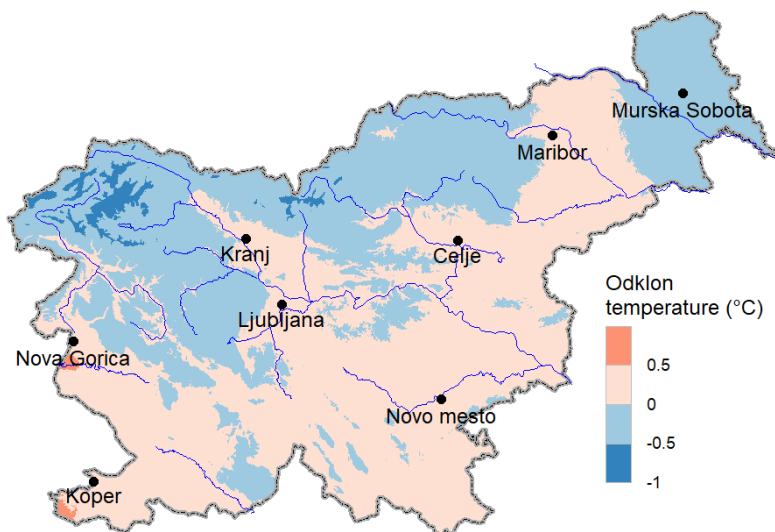 Murska Sobota
Maribor
Kranj
Celje
Ljubljana
Nova Gorica
Novo mesto
Koper
Odklon
temperature (°C)
0.5
0
-0.5
-1